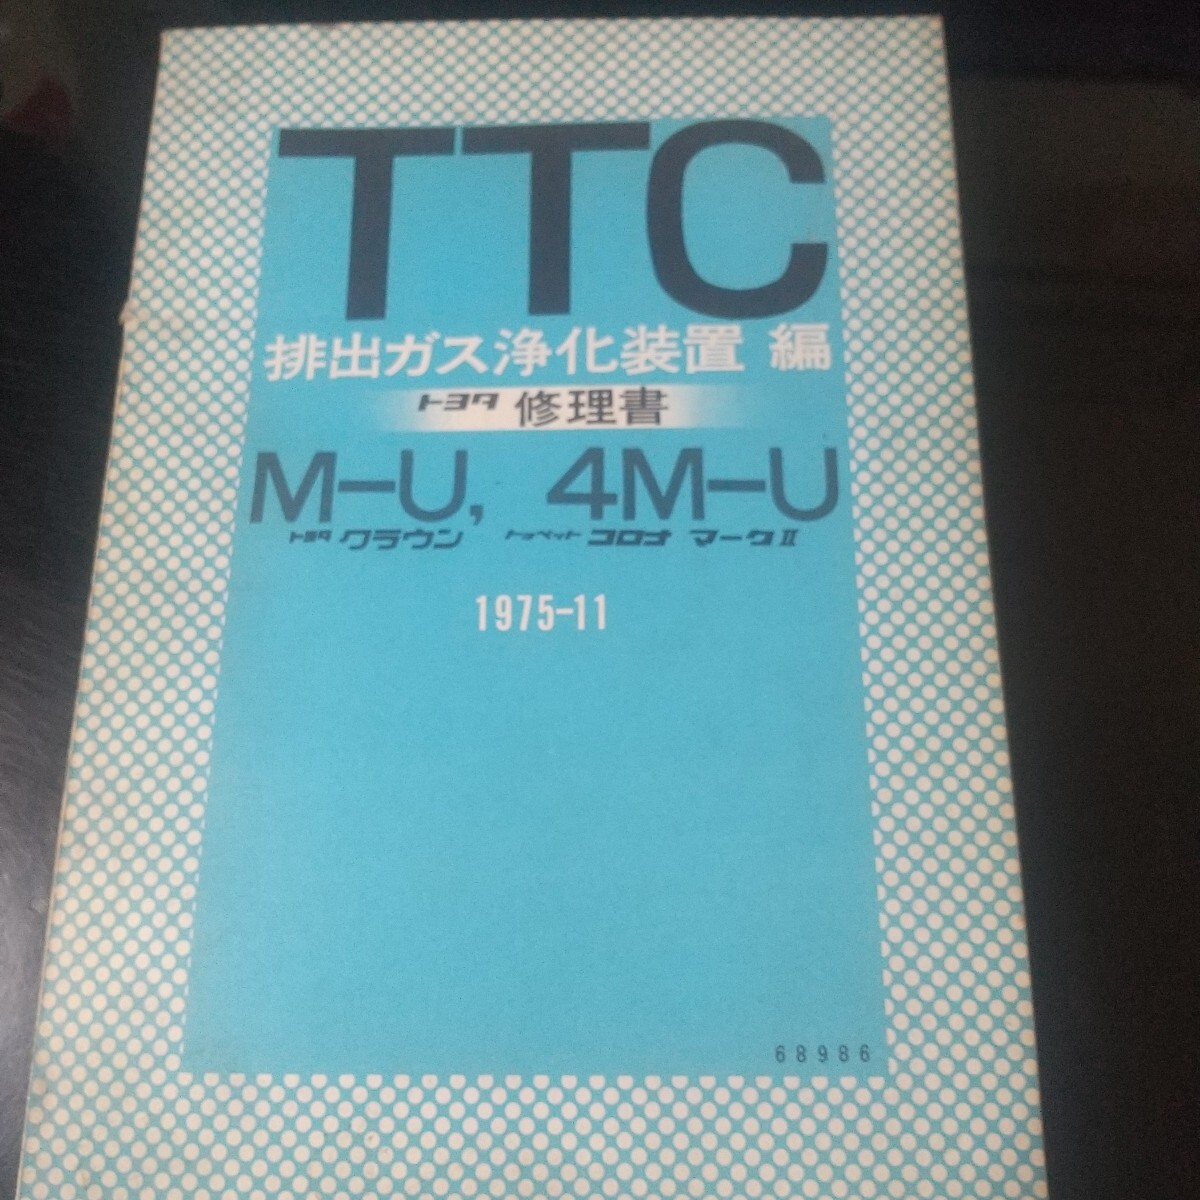 TTC
排出ガス浄化装置 編
トヨタ 修理書
M-U, 4M-U
トヨタ クラウン トヨペット コロナ マークⅡ
1975-11
68986